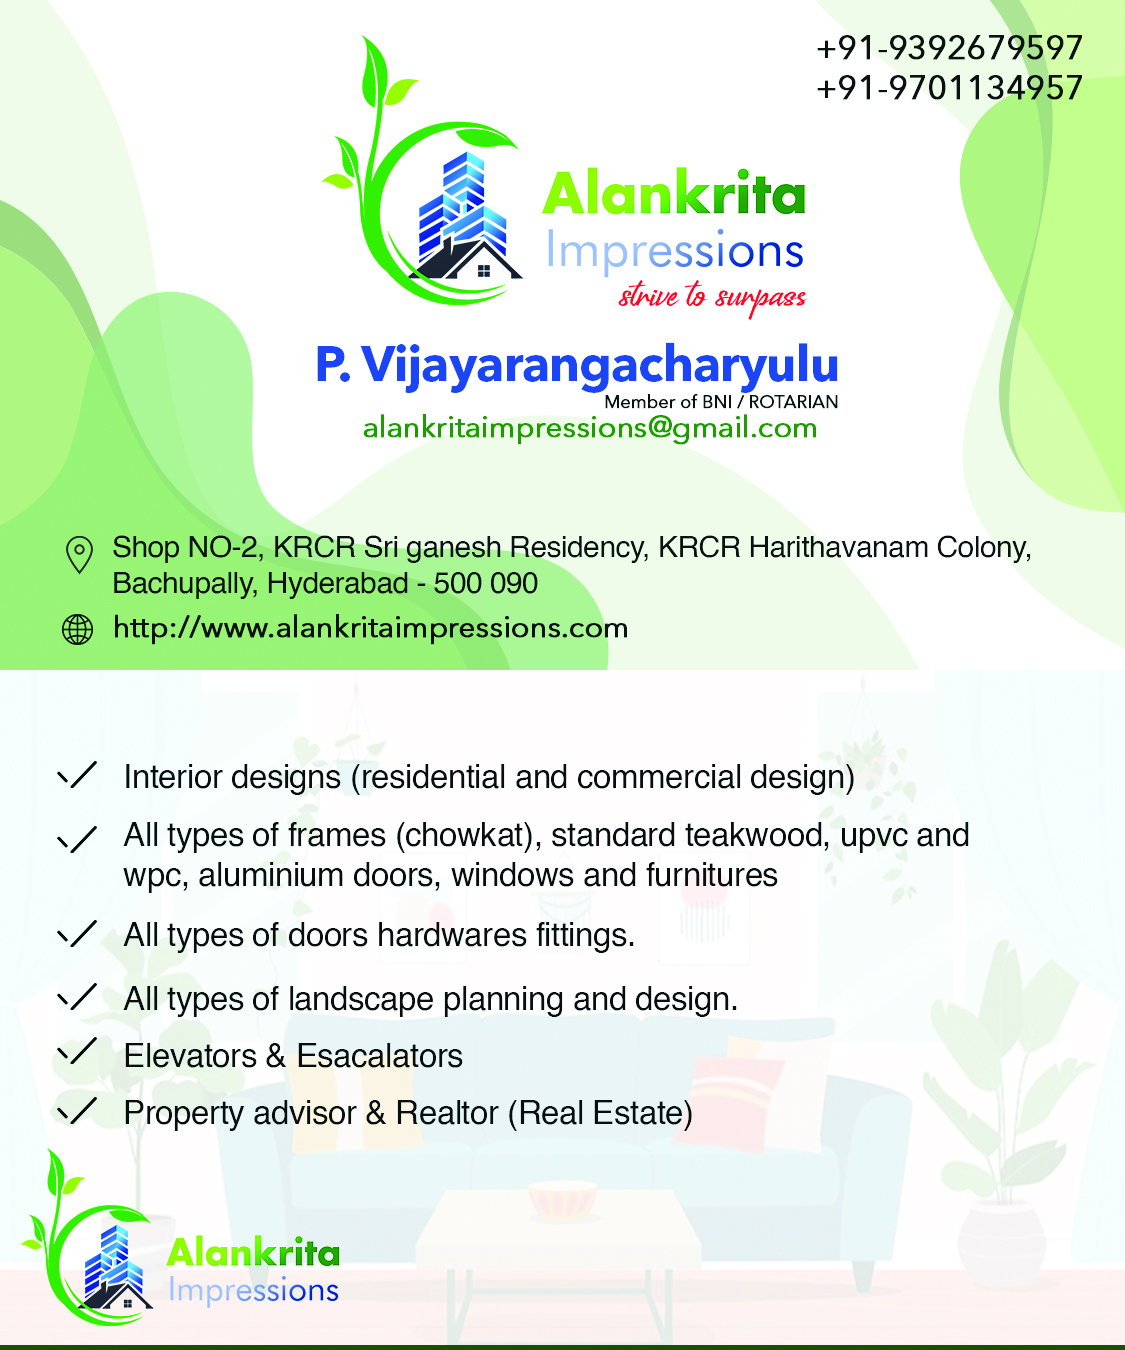 +91-9392679597
+91-9701134957
Alankrita
Impressions
strive to surpass
P. Vijayarangacharyulu
Member of BNI / ROTARIAN
alankritaimpressions@gmail.com
Shop NO-2, KRCR Sri ganesh Residency, KRCR Harithavanam Colony,
Bachupally, Hyderabad - 500 090
http://www.alankritaimpressions.com
Interior designs (residential and commercial design)
All types of frames (chowkat), standard teakwood, upvc and
wpc, aluminium doors, windows and furnitures
All types of doors hardwares fittings.
All types of landscape planning and design.
Elevators & Esacalators
Property advisor & Realtor (Real Estate)
Alankrita
Impressions